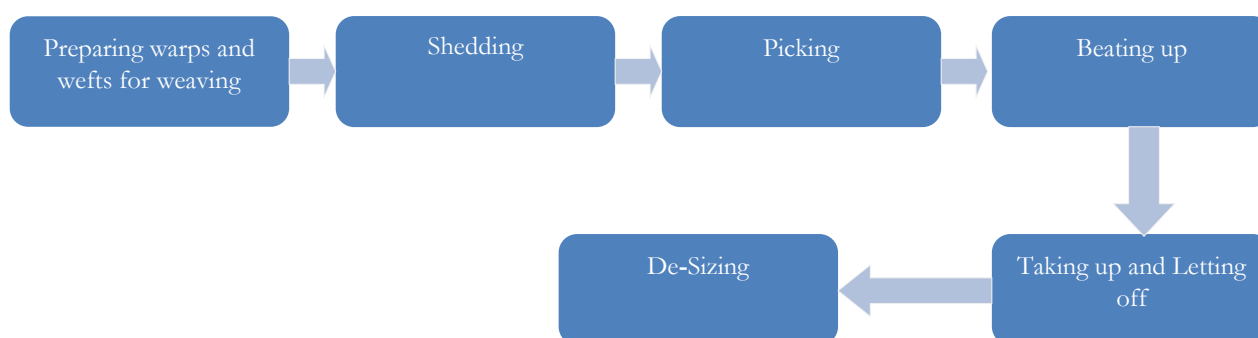 Preparing warps and
wefts for weaving
Shedding
Picking
Beating up
Taking up and Letting
off
De-Sizing